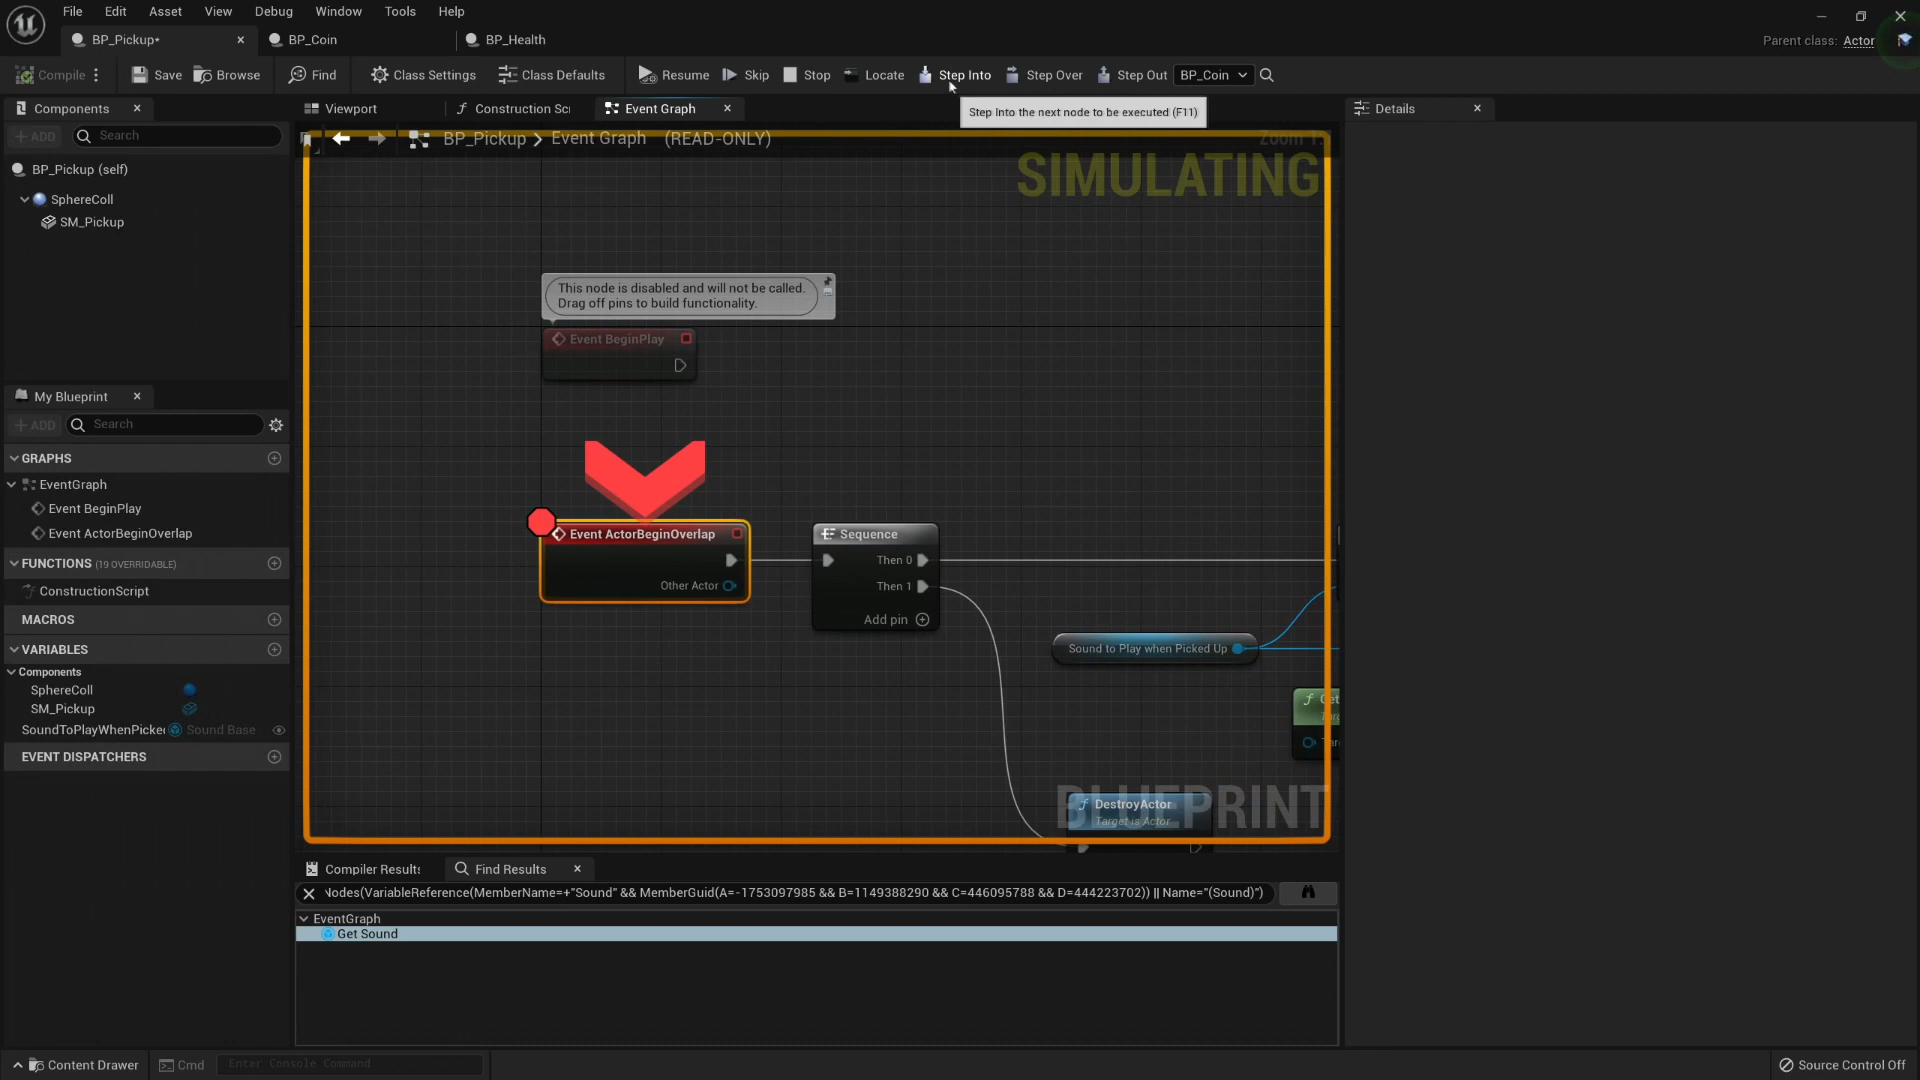 File Edit Asset View Debug Window Tools Help
BP_Pickup* BP_Coin BP_Health
Parent class: Actor
Compile Save Browse Find Class Settings Class Defaults Resume Skip Stop Locate Step Into Step Over Step Out BP_Coin
Components Viewport Construction Sc Event Graph Details
Step Into the next node to be executed (F11)
ADD Search
BP_Pickup > Event Graph (READ-ONLY)
SIMULATING
BP_Pickup (self)
SphereColl
SM_Pickup
This node is disabled and will not be called.
Drag off pins to build functionality.
Event BeginPlay
My Blueprint
ADD Search
GRAPHS
EventGraph
Event BeginPlay
Event ActorBeginOverlap
FUNCTIONS (19 OVERRIDABLE)
ConstructionScript
MACROS
VARIABLES
Components
SphereColl
SM_Pickup
SoundToPlayWhenPicke Sound Base
EVENT DISPATCHERS
Event ActorBeginOverlap
Other Actor
Sequence
Then 0
Then 1
Add pin
Sound to Play when Picked Up
DestroyActor
Target is Actor
BLUEPRINT
Compiler Results Find Results
Nodes(VariableReference(MemberName=+"Sound" && MemberGuid(A=-1753097985 && B=1149388290 && C=446095788 && D=444223702)) || Name="(Sound)")
EventGraph
Get Sound
Content Drawer Cmd Enter Console Command Source Control Off